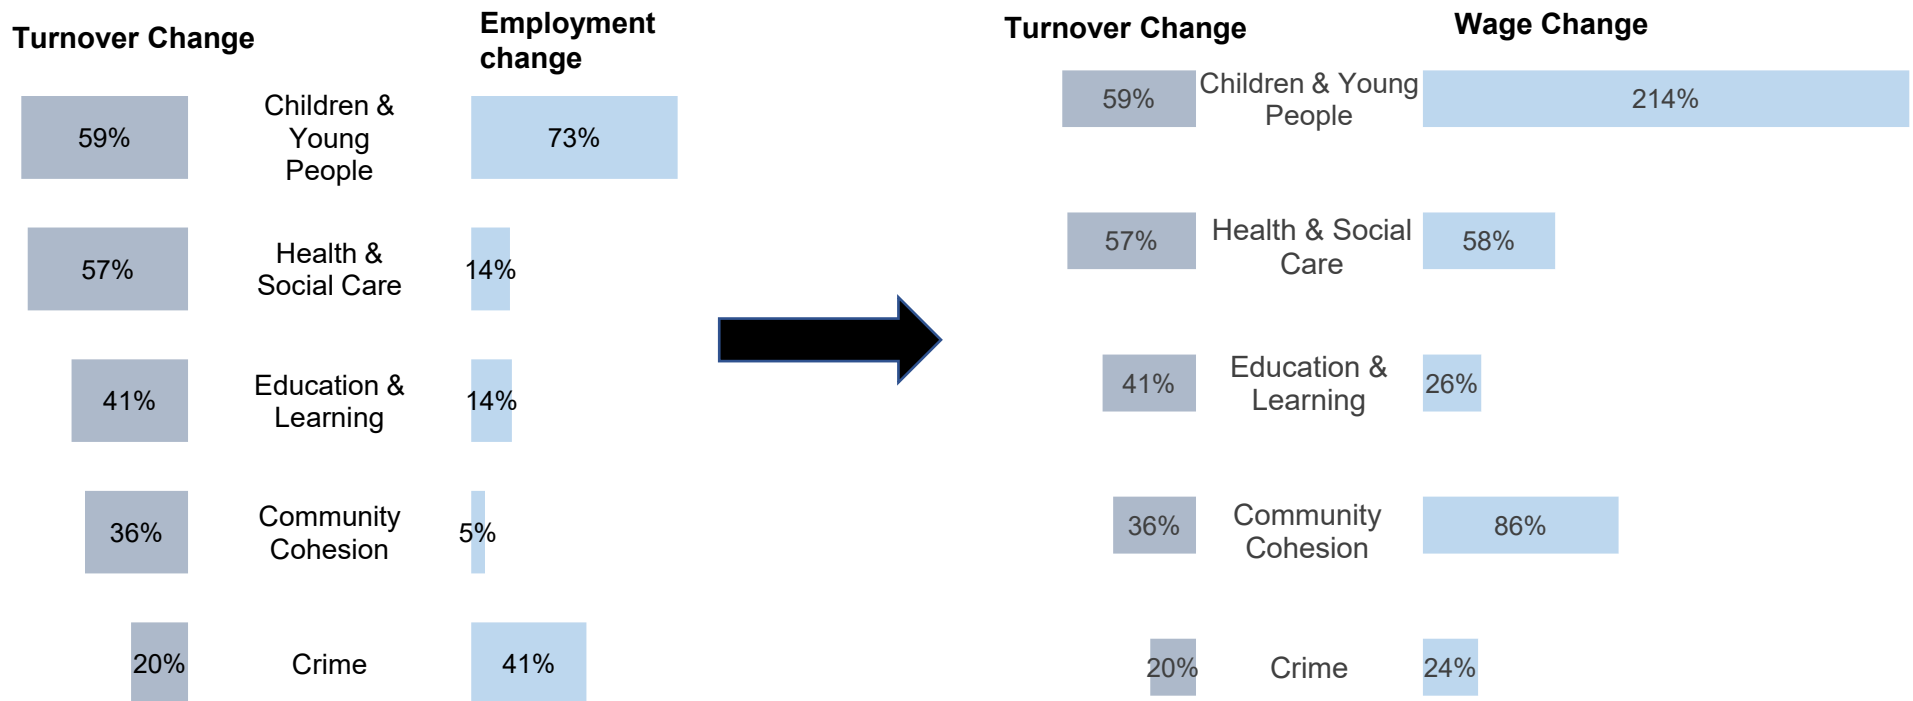 Turnover Change
Employment
change
59%
Children &
Young
People
73%
57%
Health &
Social Care
14%
41%
Education &
Learning
14%
36%
Community
Cohesion
5%
20%
Crime
41%
Turnover Change
Wage Change
59%
Children & Young
People
214%
57%
Health & Social
Care
58%
41%
Education &
Learning
26%
36%
Community
Cohesion
86%
20%
Crime
24%